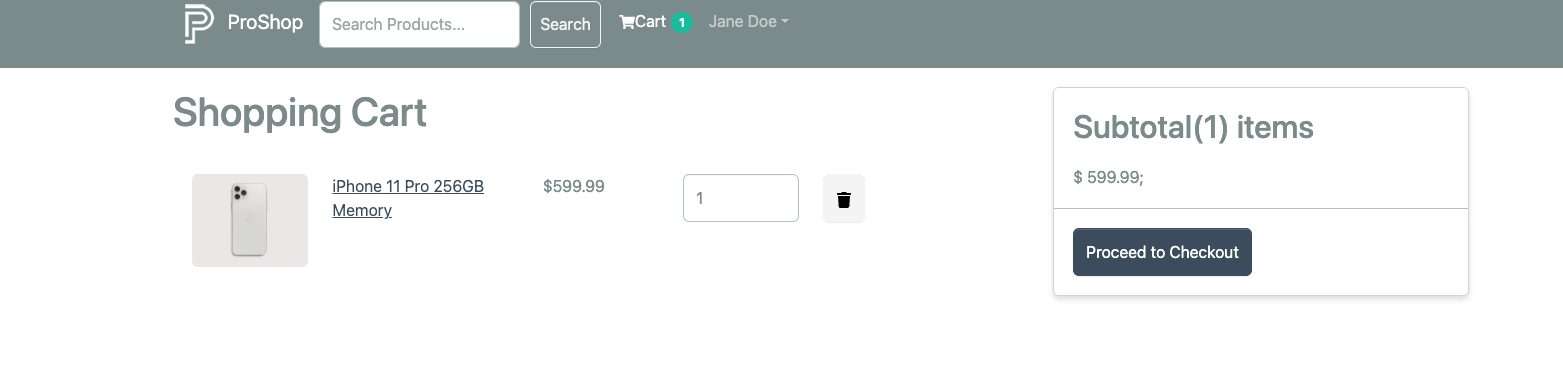 ProShop
Search Products...
Search
Cart 1
Jane Doe
Shopping Cart
iPhone 11 Pro 256GB
Memory
$599.99
1
Subtotal(1) items
$ 599.99;
Proceed to Checkout